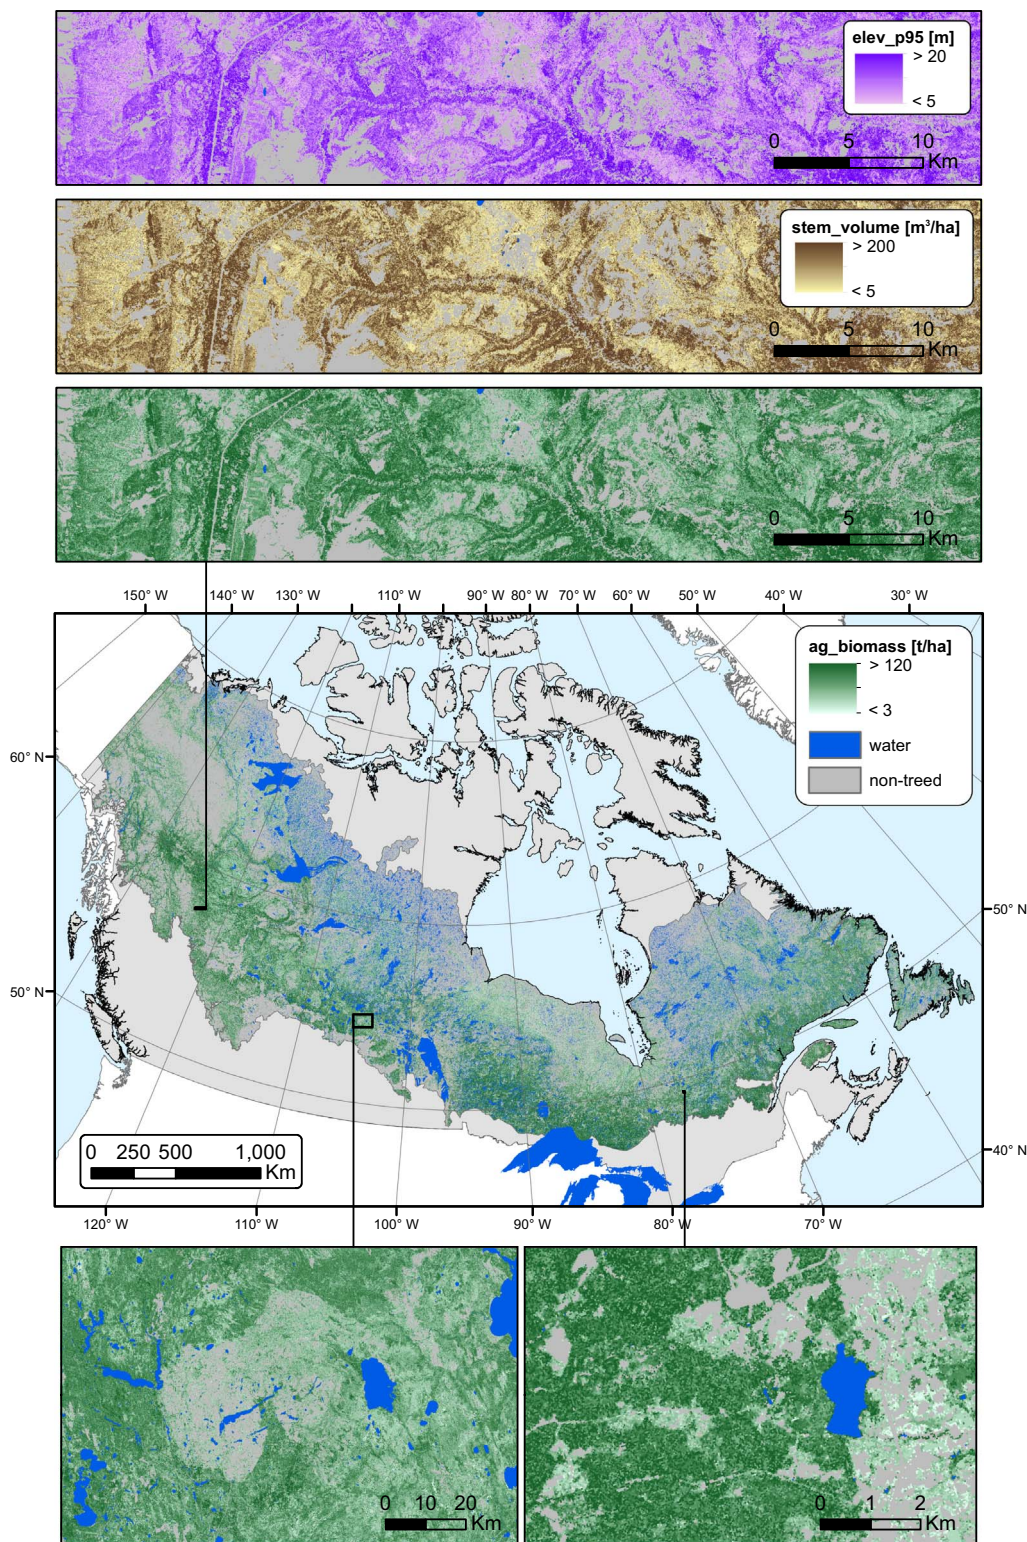 elev_p95 [m]
> 20
< 5
0 5 10
Km
stem_volume [m³/ha]
> 200
< 5
0 5 10
Km
0 5 10
Km
150° W 140° W 130° W 110° W 90° W 80° W 70° W 60° W 50° W 40° W 30° W
ag_biomass [t/ha]
> 120
< 3
water
non-treed
60° N
50° N
50° N
40° N
0 250 500 1,000
Km
120° W 110° W 100° W 90° W 80° W 70° W
0 10 20
Km
0 1 2
Km